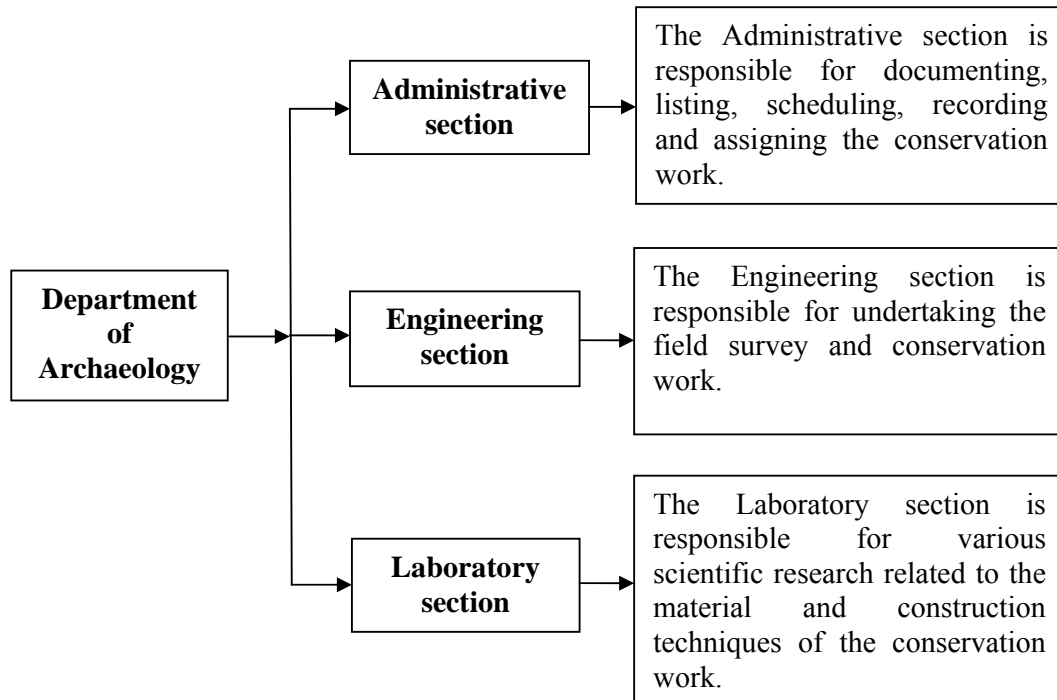 Department
of
Archaeology
Administrative
section
The Administrative section is
responsible for documenting,
listing, scheduling, recording
and assigning the conservation
work.
Engineering
section
The Engineering section is
responsible for undertaking the
field survey and conservation
work.
Laboratory
section
The Laboratory section is
responsible for various
scientific research related to the
material and construction
techniques of the conservation
work.